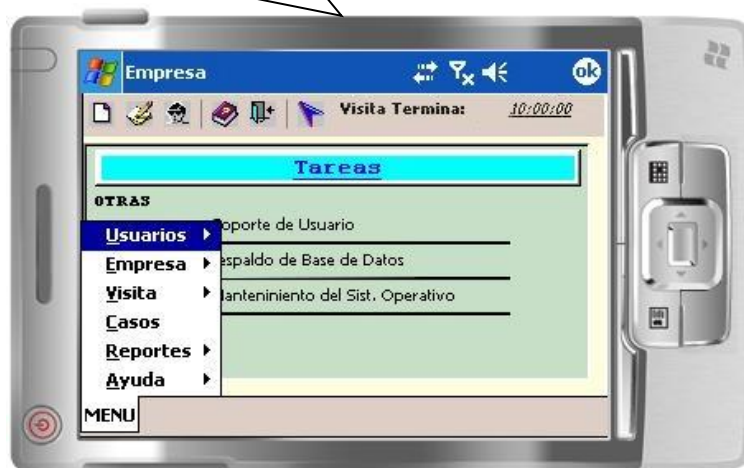 Empresa ok
Visita Termina: 10:00:00
Tareas
OTRAS
oporte de Usuario
Usuarios
espaldo de Base de Datos
Empresa
Visita
anteniniento del Sist. Operativo
Casos
Reportes
Ayuda
MENU